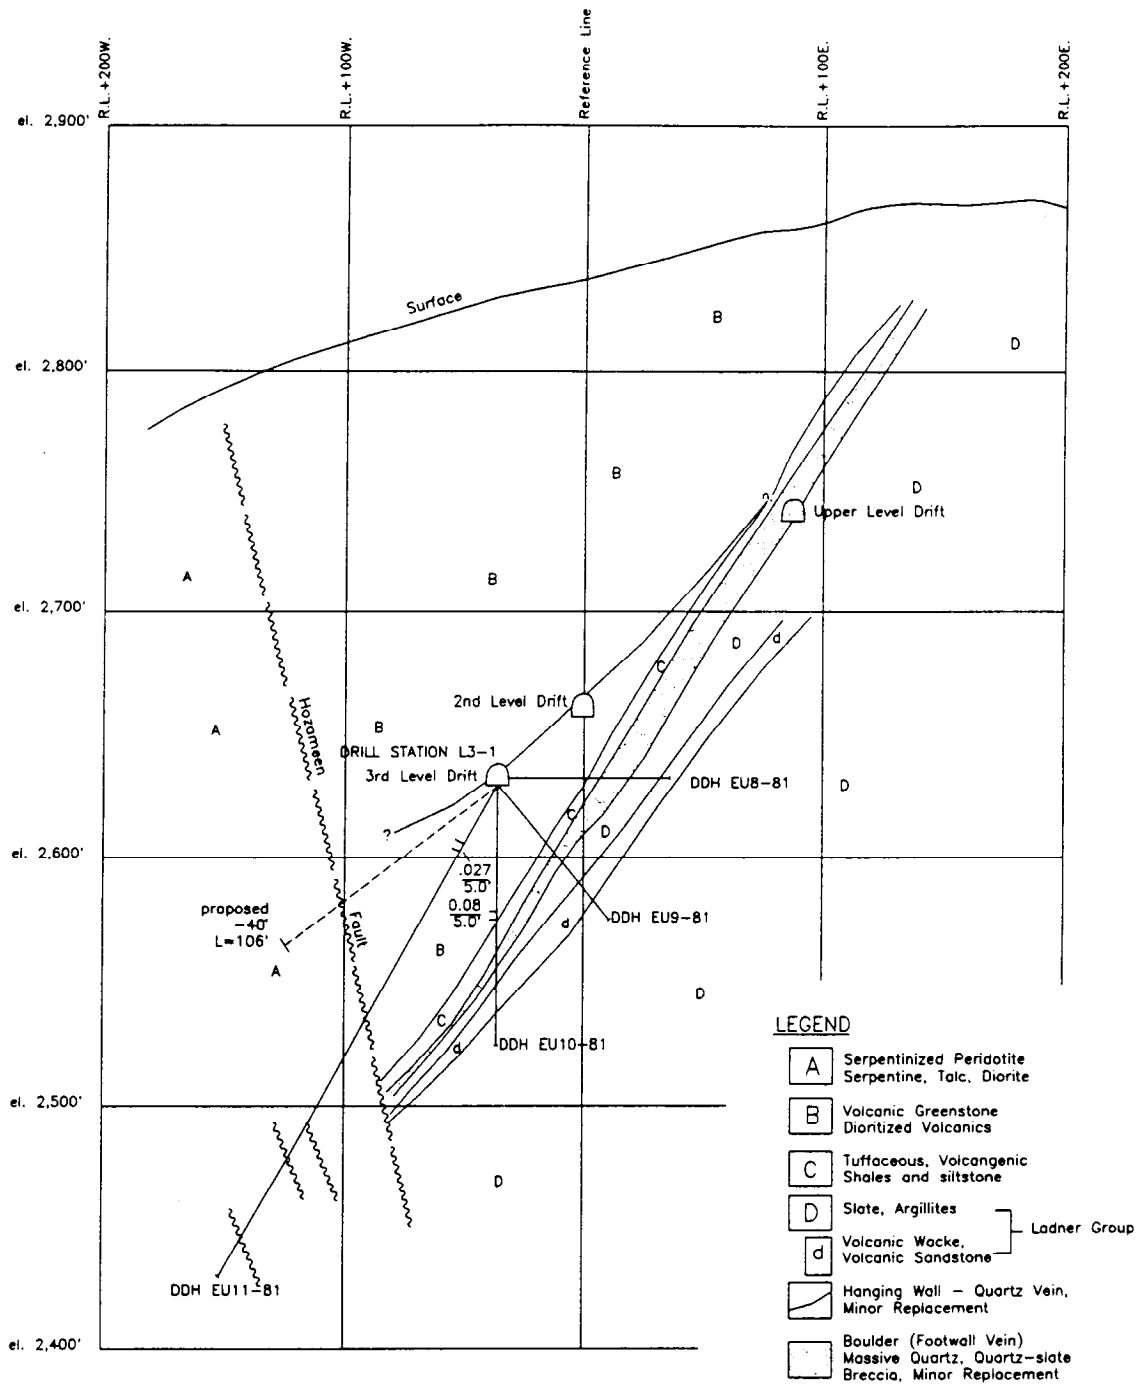 R.L.+200W.
R.L.+100W.
Reference Line
R.L.+100E.
R.L.+200E.
el. 2,900'
Surface
B
D
el. 2,800'
B
D
Upper Level Drift
?
A
B
el. 2,700'
D
d
C
2nd Level Drift
A
B
Hozameen
DRILL STATION L3-1
3rd Level Drift
DDH EU8-81
D
C
D
?
el. 2,600'
.027
5.0'
0.08
5.0'
proposed
-40°
L=106'
Fault
DDH EU9-81
d
B
A
D
C
d
DDH EU10-81
el. 2,500'
D
DDH EU11-81
el. 2,400'
LEGEND
A Serpentinized Peridotite
Serpentine, Talc, Diorite
B Volcanic Greenstone
Dioritized Volcanics
C Tuffaceous, Volcangenic
Shales and siltstone
D Slate, Argillites
Ladner Group
d Volcanic Wacke,
Volcanic Sandstone
Hanging Wall – Quartz Vein,
Minor Replacement
Boulder (Footwall Vein)
Massive Quartz, Quartz-slate
Breccia, Minor Replacement